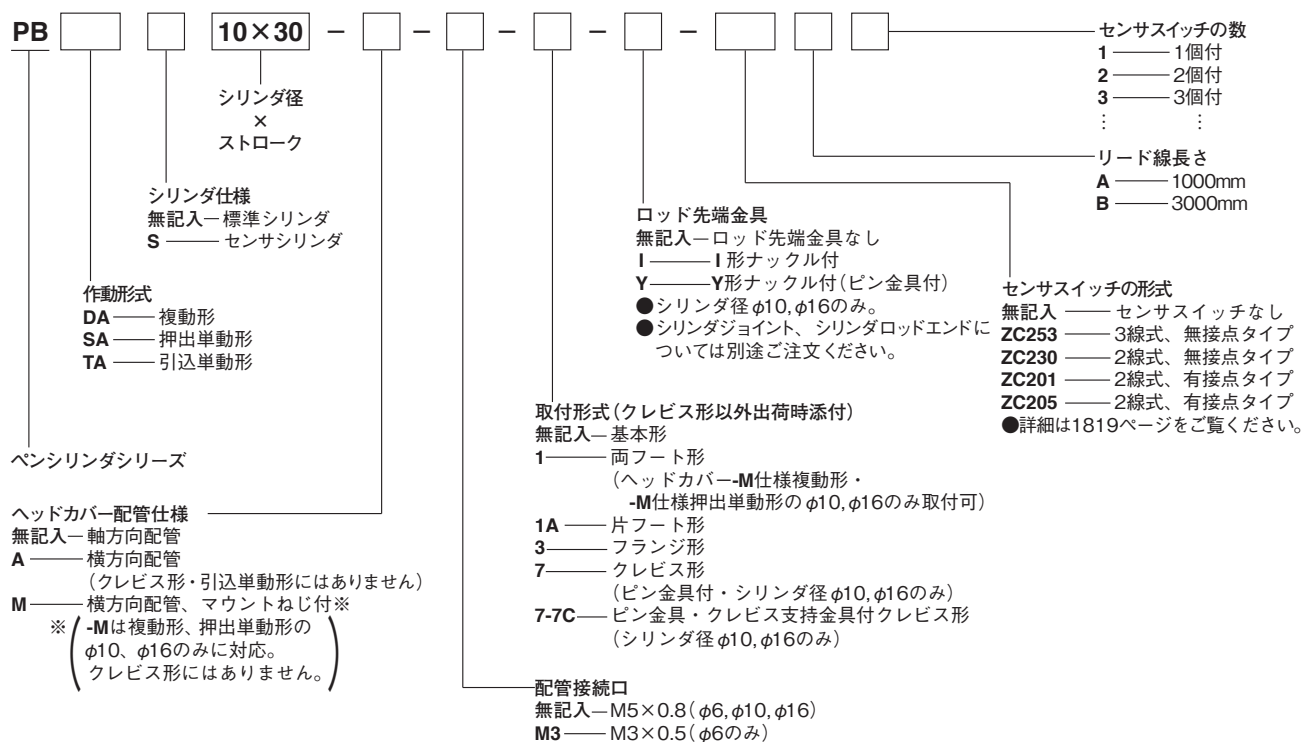 PB 10×30 － － － － －
シリンダ径
×
ストローク
シリンダ仕様
無記入─標準シリンダ
S ─── センサシリンダ
作動形式
DA ── 複動形
SA ── 押出単動形
TA ── 引込単動形
ペンシリンダシリーズ
ヘッドカバー配管仕様
無記入─軸方向配管
A ─── 横方向配管
（クレビス形・引込単動形にはありません）
M ─── 横方向配管、マウントねじ付※
※ -Mは複動形、押出単動形の
φ10、φ16のみに対応。
クレビス形にはありません。
配管接続口
無記入─M5×0.8（φ6,φ10,φ16）
M3 ── M3×0.5（φ6のみ）
取付形式（クレビス形以外出荷時添付）
無記入─基本形
1 ─── 両フート形
（ヘッドカバー-M仕様複動形・
-M仕様押出単動形のφ10,φ16のみ取付可）
1A ── 片フート形
3 ─── フランジ形
7 ─── クレビス形
（ピン金具付・シリンダ径φ10,φ16のみ）
7-7C ─ ピン金具・クレビス支持金具付クレビス形
（シリンダ径φ10,φ16のみ）
ロッド先端金具
無記入─ロッド先端金具なし
I ─── I形ナックル付
Y ─── Y形ナックル付（ピン金具付）
●シリンダ径φ10,φ16のみ。
●シリンダジョイント、シリンダロッドエンドに
ついては別途ご注文ください。
センサスイッチの形式
無記入 ── センサスイッチなし
ZC253 ── 3線式、無接点タイプ
ZC230 ── 2線式、無接点タイプ
ZC201 ── 2線式、有接点タイプ
ZC205 ── 2線式、有接点タイプ
●詳細は1819ページをご覧ください。
リード線長さ
A ─── 1000mm
B ─── 3000mm
センサスイッチの数
1 ─── 1個付
2 ─── 2個付
3 ─── 3個付
⋮ ⋮